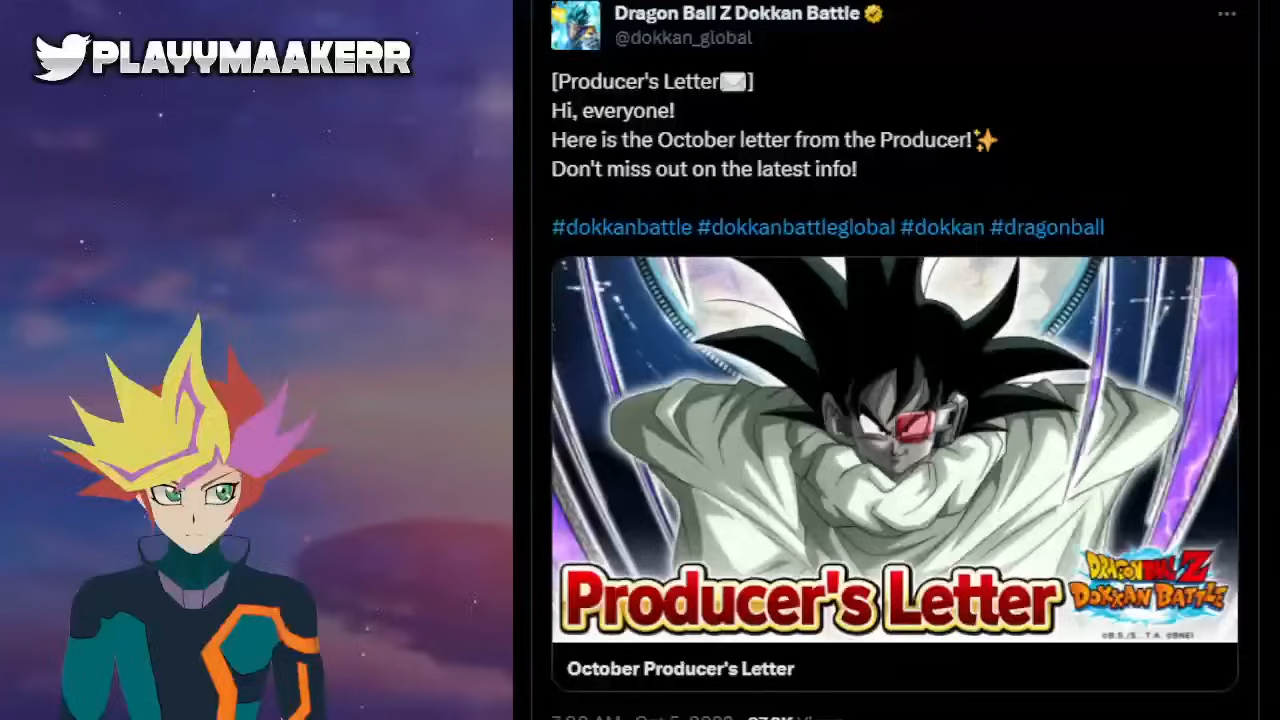 PLAYYMAAKERR
Dragon Ball Z Dokkan Battle
@dokkan_global
[Producer's Letter✉]
Hi, everyone!
Here is the October letter from the Producer!✨
Don't miss out on the latest info!
#dokkanbattle #dokkanbattleglobal #dokkan #dragonball
Producer's Letter
DRAGON BALL Z
DOKKAN BATTLE
October Producer's Letter